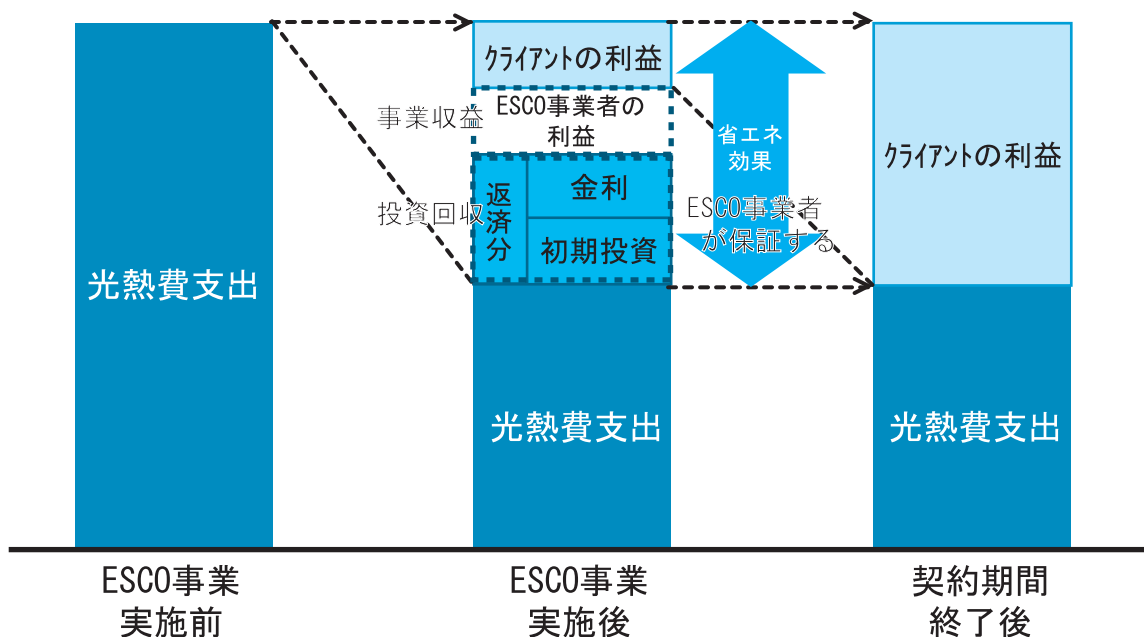 クライアントの利益
事業収益
ESCO事業者の
利益
投資回収
返済分
金利
初期投資
省エネ
効果
ESCO事業者
が保証する
クライアントの利益
光熱費支出
光熱費支出
光熱費支出
ESCO事業
実施前
ESCO事業
実施後
契約期間
終了後